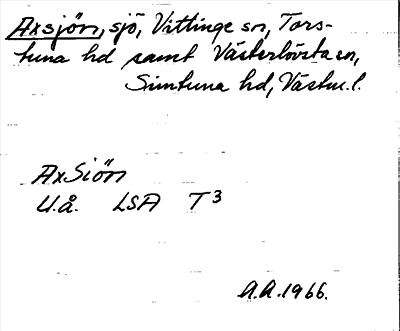 Axsjön, sjö, Vittinge sn, Tors-
tuna hd samt Västerlövsta sn,
Simtuna hd, Västm. l.
AxSiön
U.å. LSA T3
A.A. 1966.